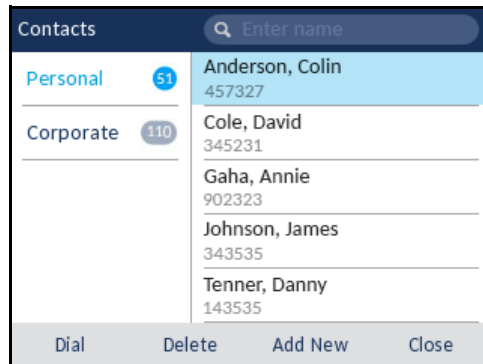 Contacts
Enter name
Personal 51
Corporate 110
Anderson, Colin
457327
Cole, David
345231
Gaha, Annie
902323
Johnson, James
343535
Tenner, Danny
143535
Dial Delete Add New Close